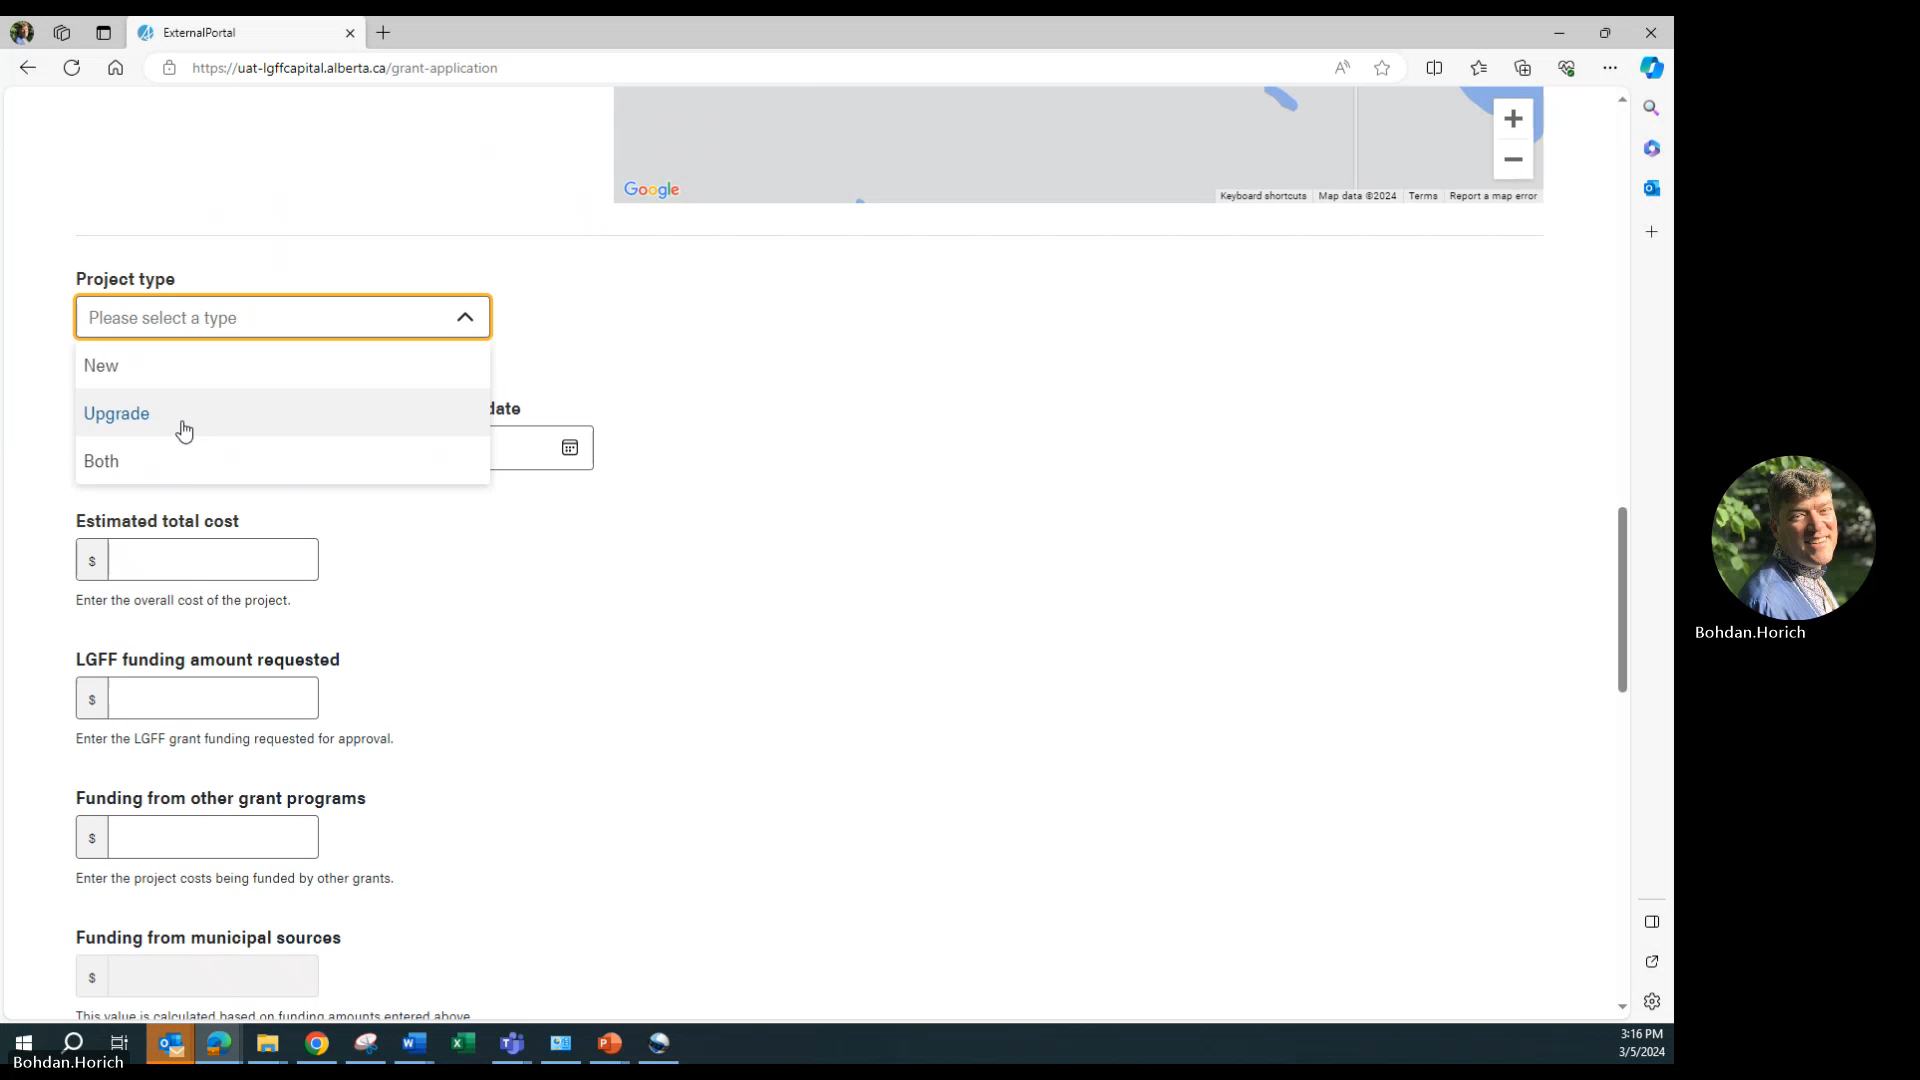 ExternalPortal
https://uat-lgffcapital.alberta.ca/grant-application
Google
Keyboard shortcuts
Map data ©2024
Terms
Report a map error
Project type
Please select a type
New
Upgrade
Both
date
Estimated total cost
$
Enter the overall cost of the project.
LGFF funding amount requested
$
Enter the LGFF grant funding requested for approval.
Funding from other grant programs
$
Enter the project costs being funded by other grants.
Funding from municipal sources
$
This value is calculated based on funding amounts entered above.
Bohdan.Horich
3:16 PM
3/5/2024
Bohdan.Horich